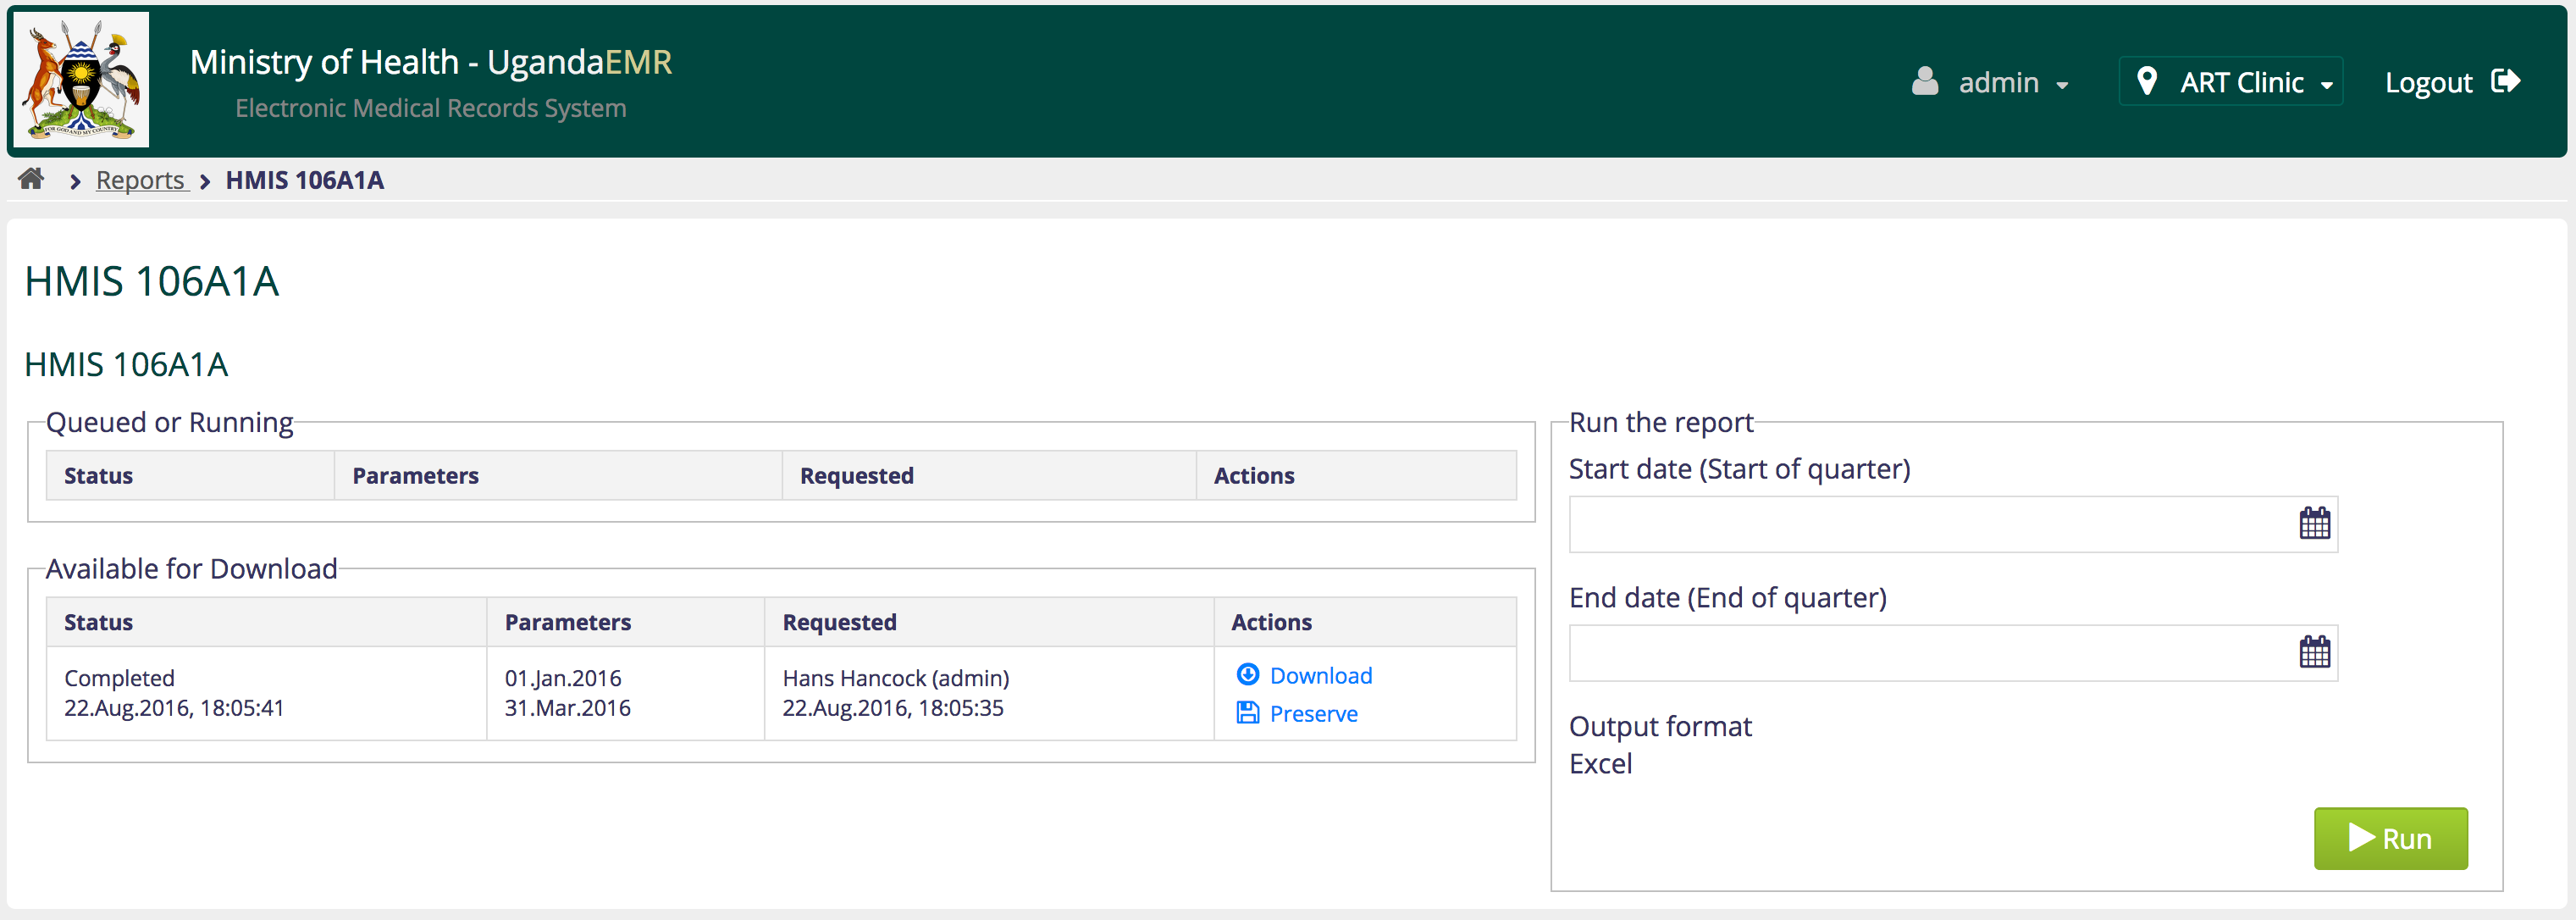 Ministry of Health - UgandaEMR
Electronic Medical Records System
admin
ART Clinic
Logout
FOR GOD AND MY COUNTRY
Reports
HMIS 106A1A
HMIS 106A1A
HMIS 106A1A
Queued or Running
Status Parameters Requested Actions
Available for Download
Status Parameters Requested Actions
Completed 01.Jan.2016 Hans Hancock (admin) Download
22.Aug.2016, 18:05:41 31.Mar.2016 22.Aug.2016, 18:05:35 Preserve
Run the report
Start date (Start of quarter)
End date (End of quarter)
Output format
Excel
Run